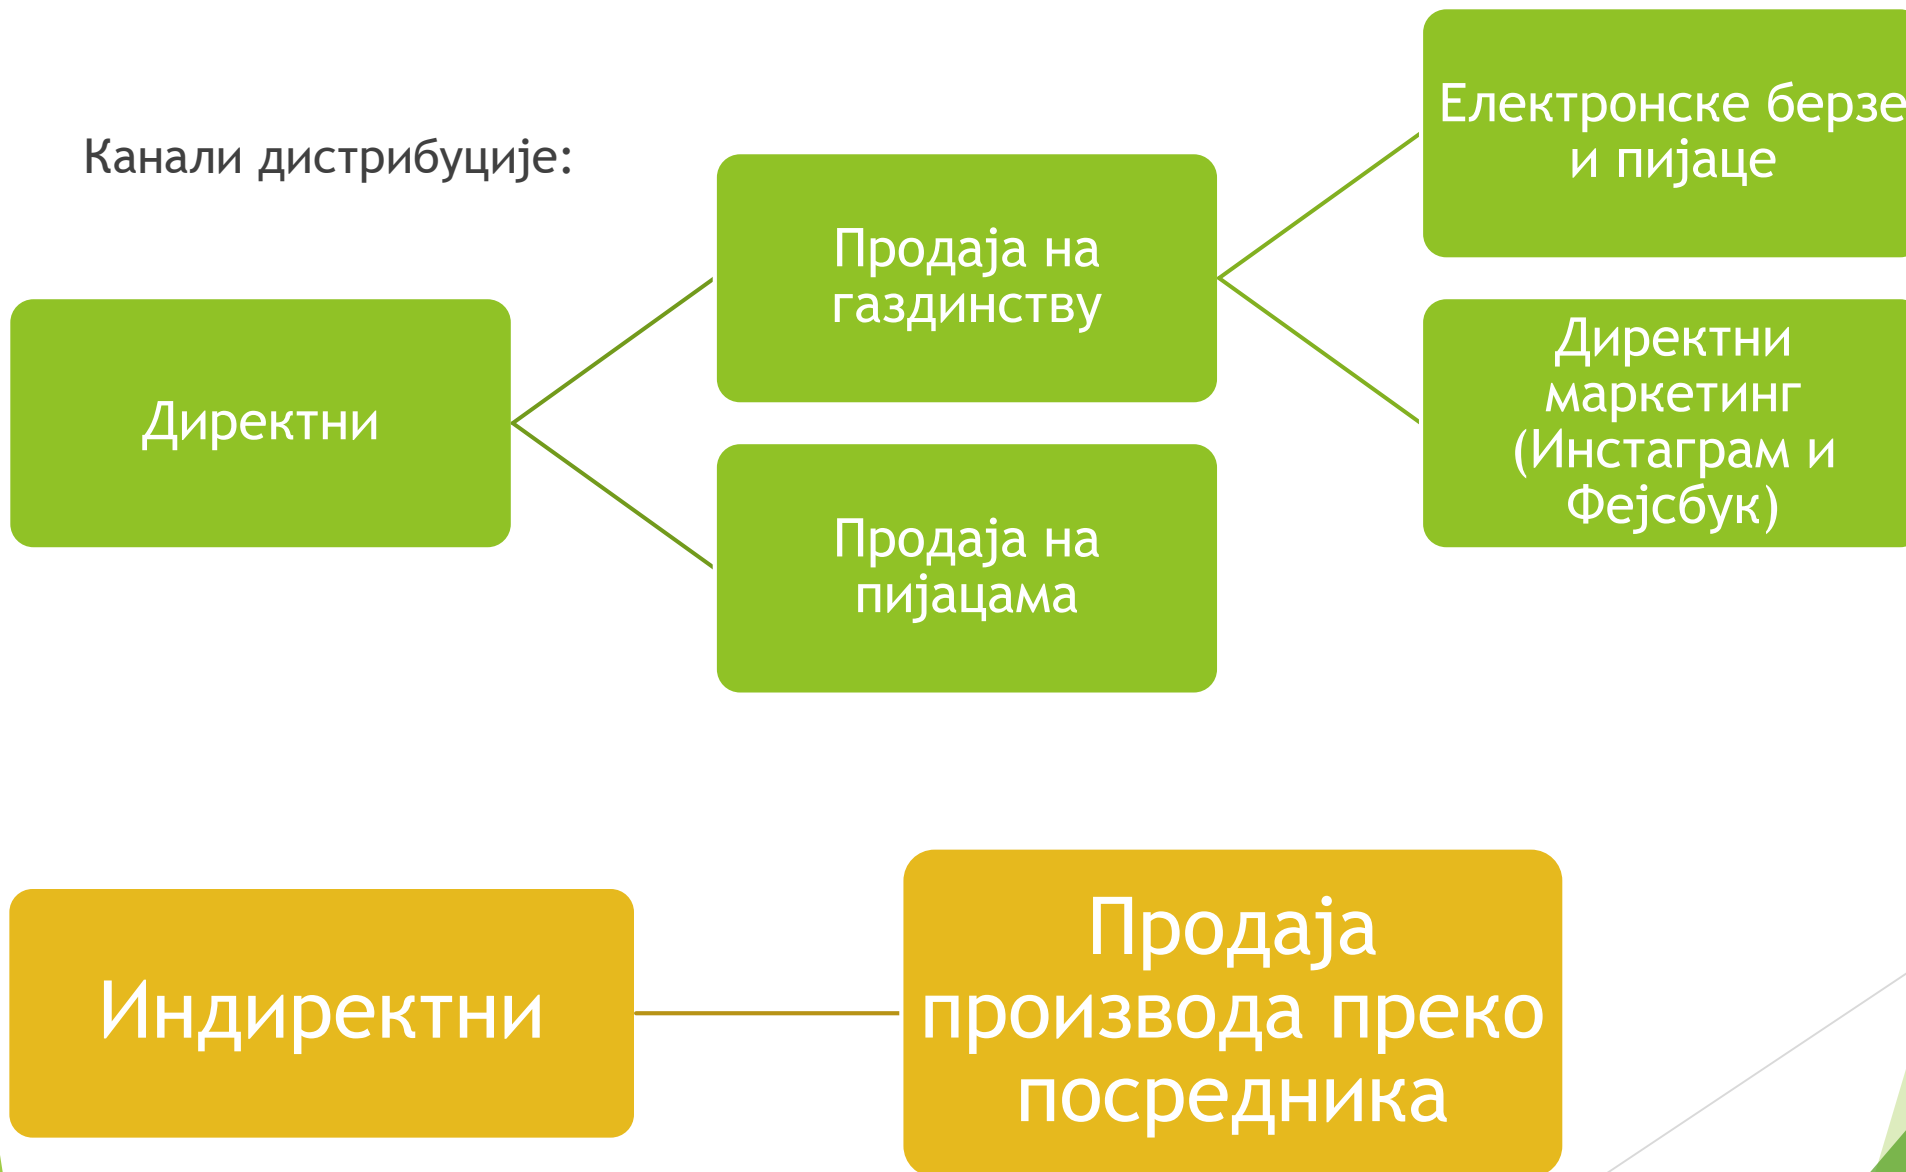 Канали дистрибуције:
Директни
Продаја на
газдинству
Електронске берзе
и пијаце
Директни
маркетинг
(Инстаграм и
Фејсбук)
Продаја на
пијацама
Индиректни
Продаја
производа преко
посредника